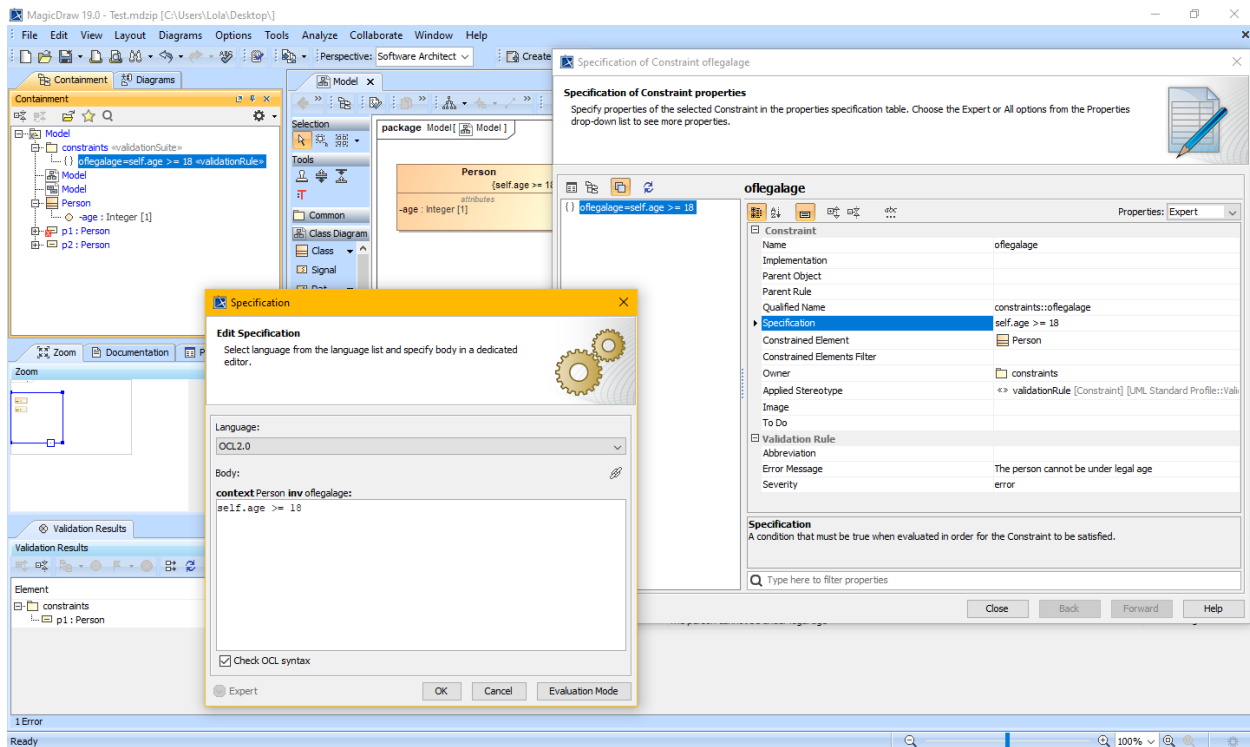 MagicDraw 19.0 - Test.mdzip [C:\Users\Lola\Desktop\]
File Edit View Layout Diagrams Options Tools Analyze Collaborate Window Help
Perspective: Software Architect Create
Containment Diagrams
Containment
Model
constraints «validationSuite»
{} oflegalage=self.age >= 18 «validationRule»
Model
Model
Person
-age : Integer [1]
p1 : Person
p2 : Person
Zoom Documentation P
Zoom
Model
Selection
Tools
Common
Class Diagram
Class
Signal
package Model[ Model ]
Person
{self.age >= 18
attributes
-age : Integer [1]
Specification of Constraint oflegalage
Specification of Constraint properties
Specify properties of the selected Constraint in the properties specification table. Choose the Expert or All options from the Properties
drop-down list to see more properties.
{} oflegalage=self.age >= 18
oflegalage
Properties: Expert
Constraint
Name oflegalage
Implementation
Parent Object
Parent Rule
Qualified Name constraints::oflegalage
Specification self.age >= 18
Constrained Element Person
Constrained Elements Filter
Owner constraints
Applied Stereotype «» validationRule [Constraint] [UML Standard Profile::Vali
Image
To Do
Validation Rule
Abbreviation
Error Message The person cannot be under legal age
Severity error
Specification
A condition that must be true when evaluated in order for the Constraint to be satisfied.
Type here to filter properties
Close Back Forward Help
Specification
Edit Specification
Select language from the language list and specify body in a dedicated
editor.
Language:
OCL2.0
Body:
context Person inv oflegalage:
self.age >= 18
Check OCL syntax
Expert OK Cancel Evaluation Mode
Validation Results
Validation Results
Element
constraints
p1 : Person
1 Error
Ready 100%